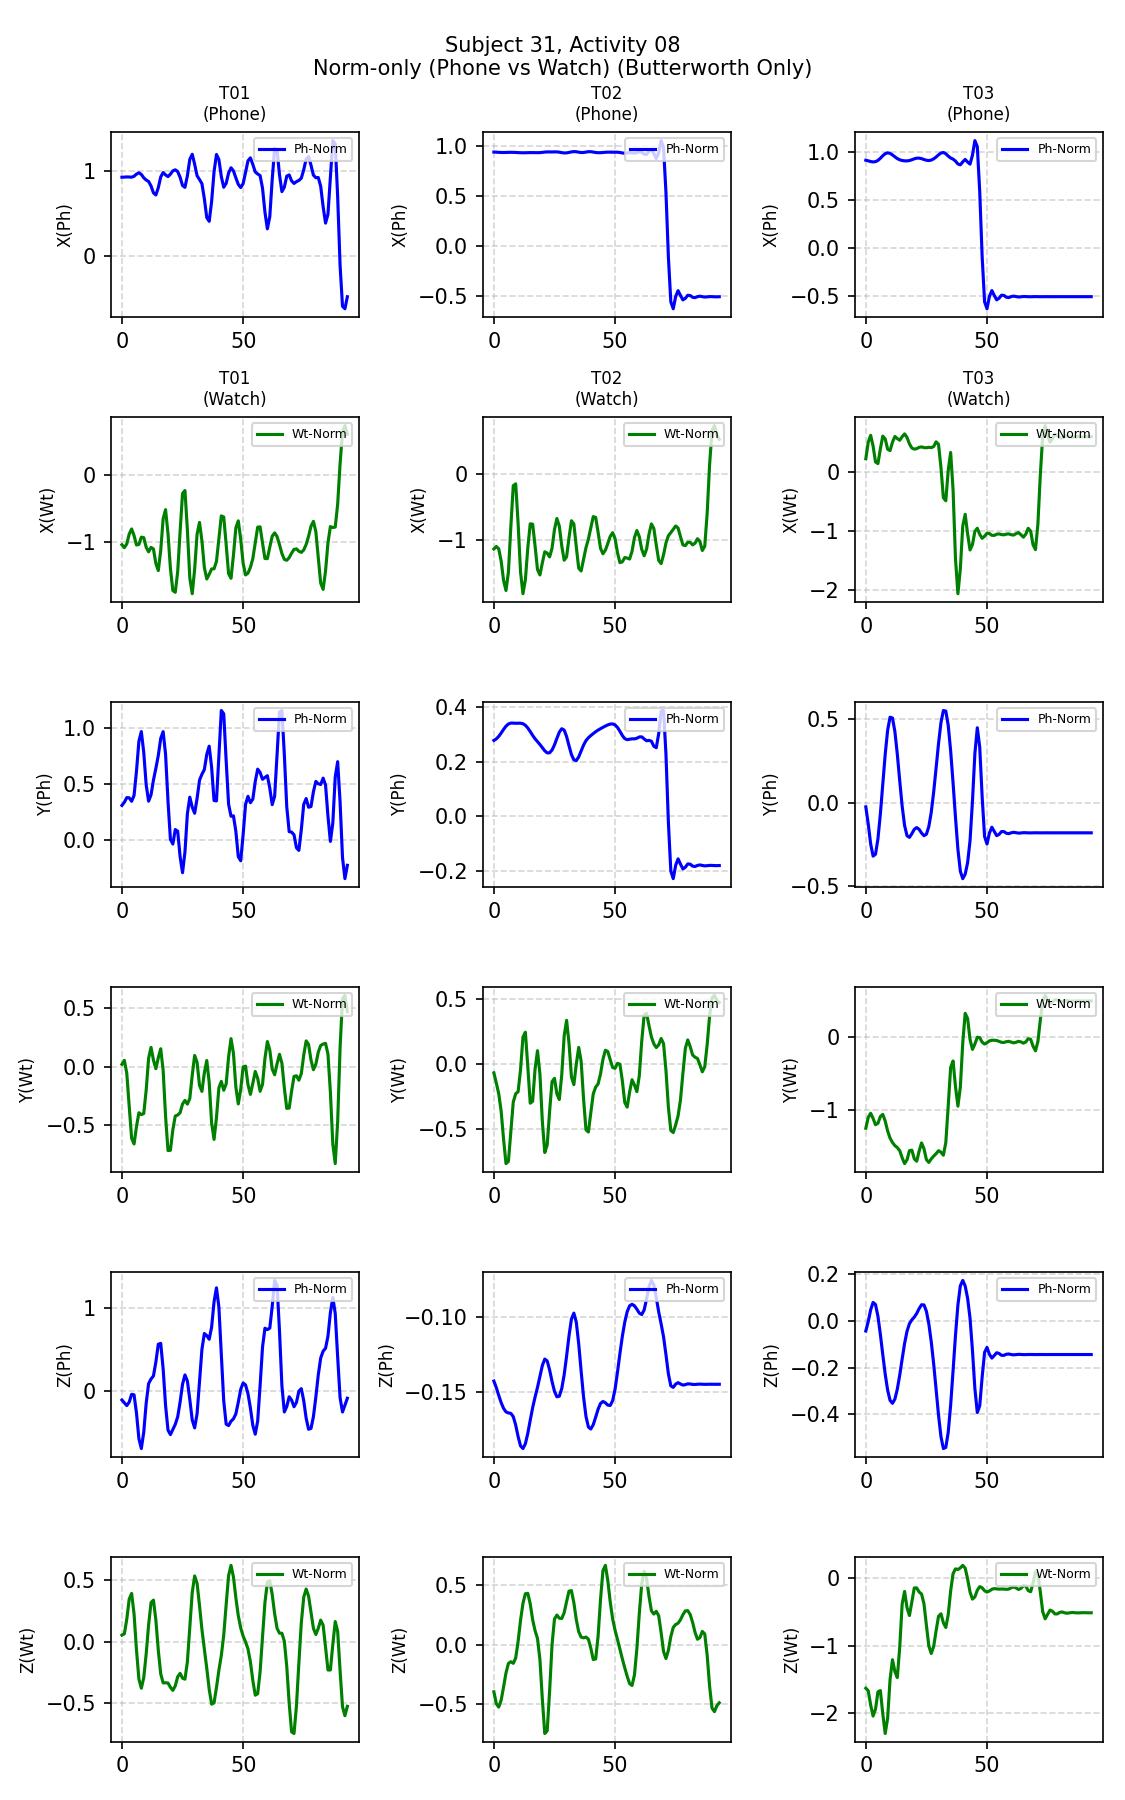 Subject 31, Activity 08
Norm-only (Phone vs Watch) (Butterworth Only)
T01
(Phone)
T02
(Phone)
T03
(Phone)
X(Ph)
1
0
0
50
Ph-Norm
X(Ph)
1.0
0.5
0.0
−0.5
0
50
Ph-Norm
X(Ph)
1.0
0.5
0.0
−0.5
0
50
Ph-Norm
T01
(Watch)
T02
(Watch)
T03
(Watch)
X(Wt)
0
−1
0
50
Wt-Norm
X(Wt)
0
−1
0
50
Wt-Norm
X(Wt)
0
−1
−2
0
50
Wt-Norm
Y(Ph)
1.0
0.5
0.0
0
50
Ph-Norm
Y(Ph)
0.4
0.2
0.0
−0.2
0
50
Ph-Norm
Y(Ph)
0.5
0.0
−0.5
0
50
Ph-Norm
Y(Wt)
0.5
0.0
−0.5
0
50
Wt-Norm
Y(Wt)
0.5
0.0
−0.5
0
50
Wt-Norm
Y(Wt)
0
−1
0
50
Wt-Norm
Z(Ph)
1
0
0
50
Ph-Norm
Z(Ph)
−0.10
−0.15
0
50
Ph-Norm
Z(Ph)
0.2
0.0
−0.2
−0.4
0
50
Ph-Norm
Z(Wt)
0.5
0.0
−0.5
0
50
Wt-Norm
Z(Wt)
0.5
0.0
−0.5
0
50
Wt-Norm
Z(Wt)
0
−1
−2
0
50
Wt-Norm